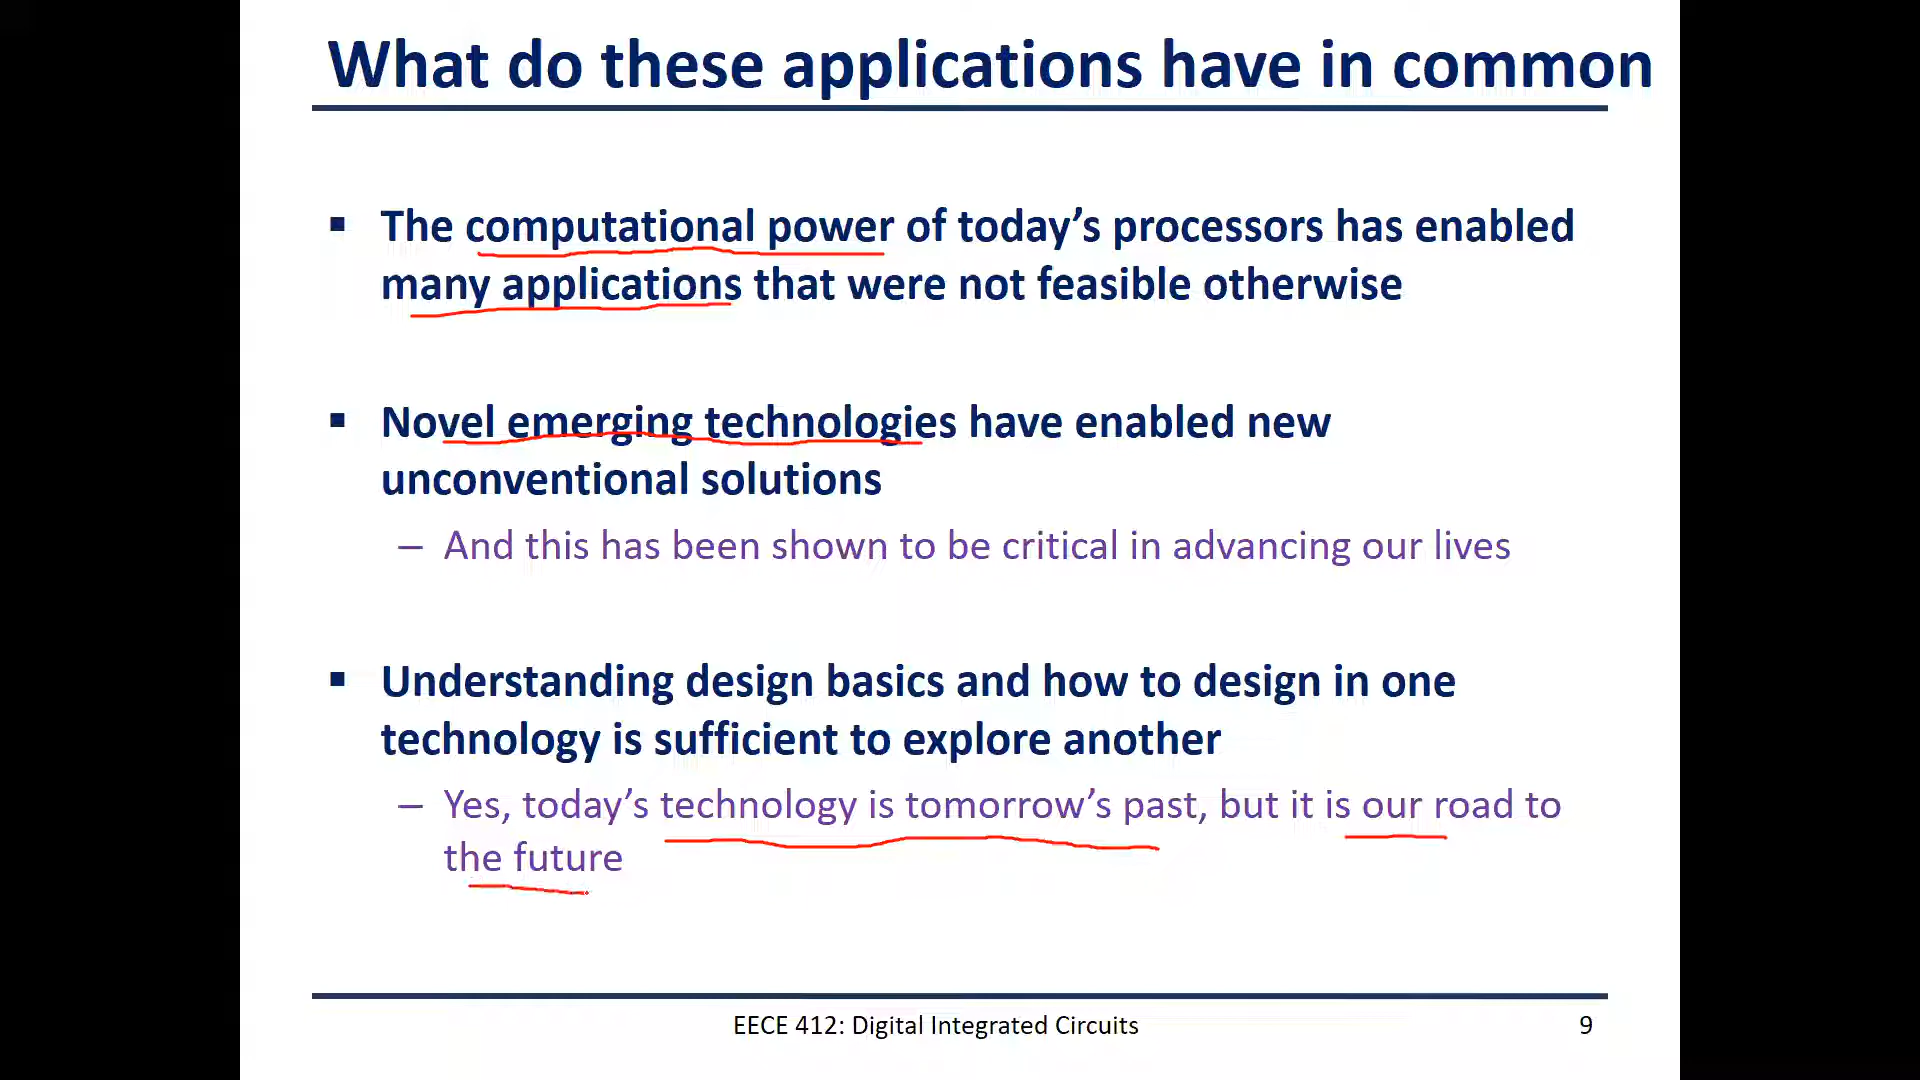 What do these applications have in common
▪ The computational power of today’s processors has enabled
many applications that were not feasible otherwise
▪ Novel emerging technologies have enabled new
unconventional solutions
– And this has been shown to be critical in advancing our lives
▪ Understanding design basics and how to design in one
technology is sufficient to explore another
– Yes, today’s technology is tomorrow’s past, but it is our road to
the future
EECE 412: Digital Integrated Circuits
9